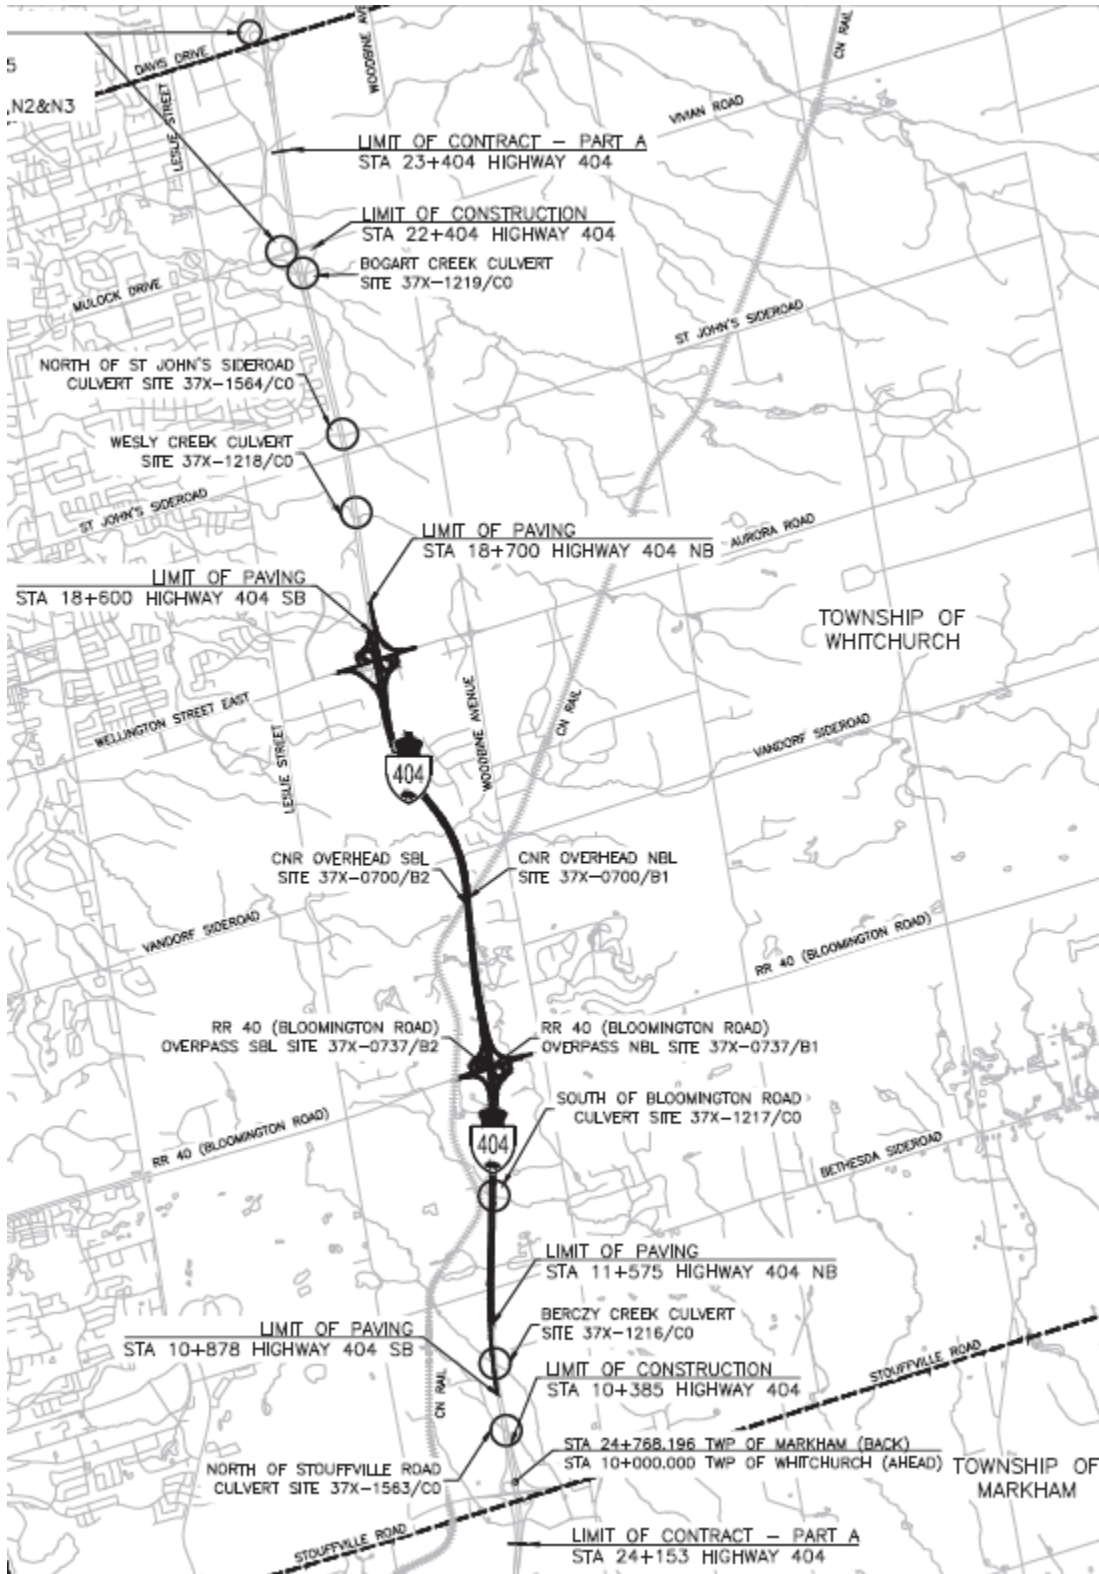 WOODBINE AVE
CN RAIL
DAVIS DRIVE
5
N2&N3
LESLIE STREET
VIVIAN ROAD
LIMIT OF CONTRACT – PART A
STA 23+404 HIGHWAY 404
LIMIT OF CONSTRUCTION
STA 22+404 HIGHWAY 404
BOGART CREEK CULVERT
SITE 37X-1219/C0
MULOCK DRIVE
ST JOHN'S SIDEROAD
NORTH OF ST JOHN'S SIDEROAD
CULVERT SITE 37X-1564/C0
WESLY CREEK CULVERT
SITE 37X-1218/C0
ST JOHN'S SIDEROAD
LIMIT OF PAVING
STA 18+700 HIGHWAY 404 NB
AURORA ROAD
LIMIT OF PAVING
STA 18+600 HIGHWAY 404 SB
TOWNSHIP OF
WHITCHURCH
WELLINGTON STREET EAST
LESLIE STREET
WOODBINE AVENUE
CN RAIL
VANDORF SIDEROAD
404
CNR OVERHEAD SBL
SITE 37X-0700/B2
CNR OVERHEAD NBL
SITE 37X-0700/B1
VANDORF SIDEROAD
RR 40 (BLOOMINGTON ROAD)
RR 40 (BLOOMINGTON ROAD)
OVERPASS SBL SITE 37X-0737/B2
RR 40 (BLOOMINGTON ROAD)
OVERPASS NBL SITE 37X-0737/B1
SOUTH OF BLOOMINGTON ROAD
CULVERT SITE 37X-1217/C0
404
RR 40 (BLOOMINGTON ROAD)
BETHESDA SIDEROAD
LIMIT OF PAVING
STA 11+575 HIGHWAY 404 NB
BERCZY CREEK CULVERT
SITE 37X-1216/C0
LIMIT OF PAVING
STA 10+878 HIGHWAY 404 SB
STOUFFVILLE ROAD
LIMIT OF CONSTRUCTION
STA 10+385 HIGHWAY 404
CN RAIL
STA 24+768.196 TWP OF MARKHAM (BACK)
STA 10+000.000 TWP OF WHITCHURCH (AHEAD)
NORTH OF STOUFFVILLE ROAD
CULVERT SITE 37X-1563/C0
TOWNSHIP OF
MARKHAM
STOUFFVILLE ROAD
LIMIT OF CONTRACT – PART A
STA 24+153 HIGHWAY 404